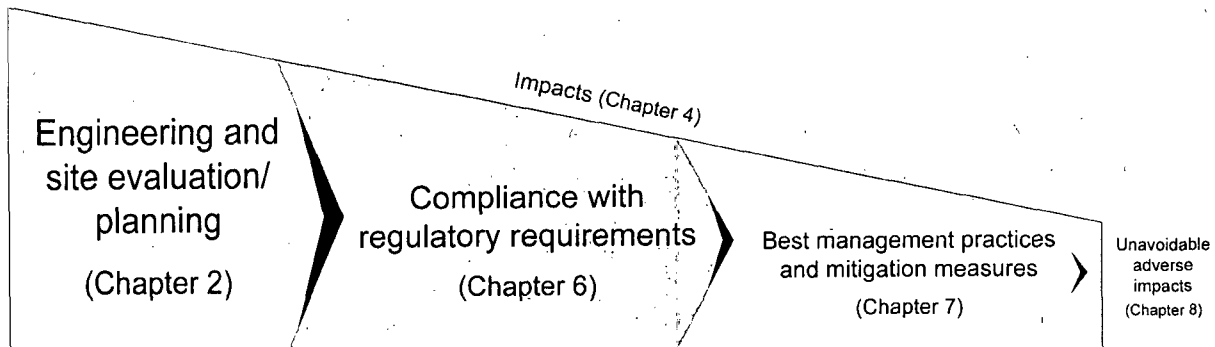 Impacts (Chapter 4)
Engineering and
site evaluation/
planning
(Chapter 2)
Compliance with
regulatory requirements
(Chapter 6)
Best management practices
and mitigation measures
(Chapter 7)
Unavoidable
adverse
impacts
(Chapter 8)